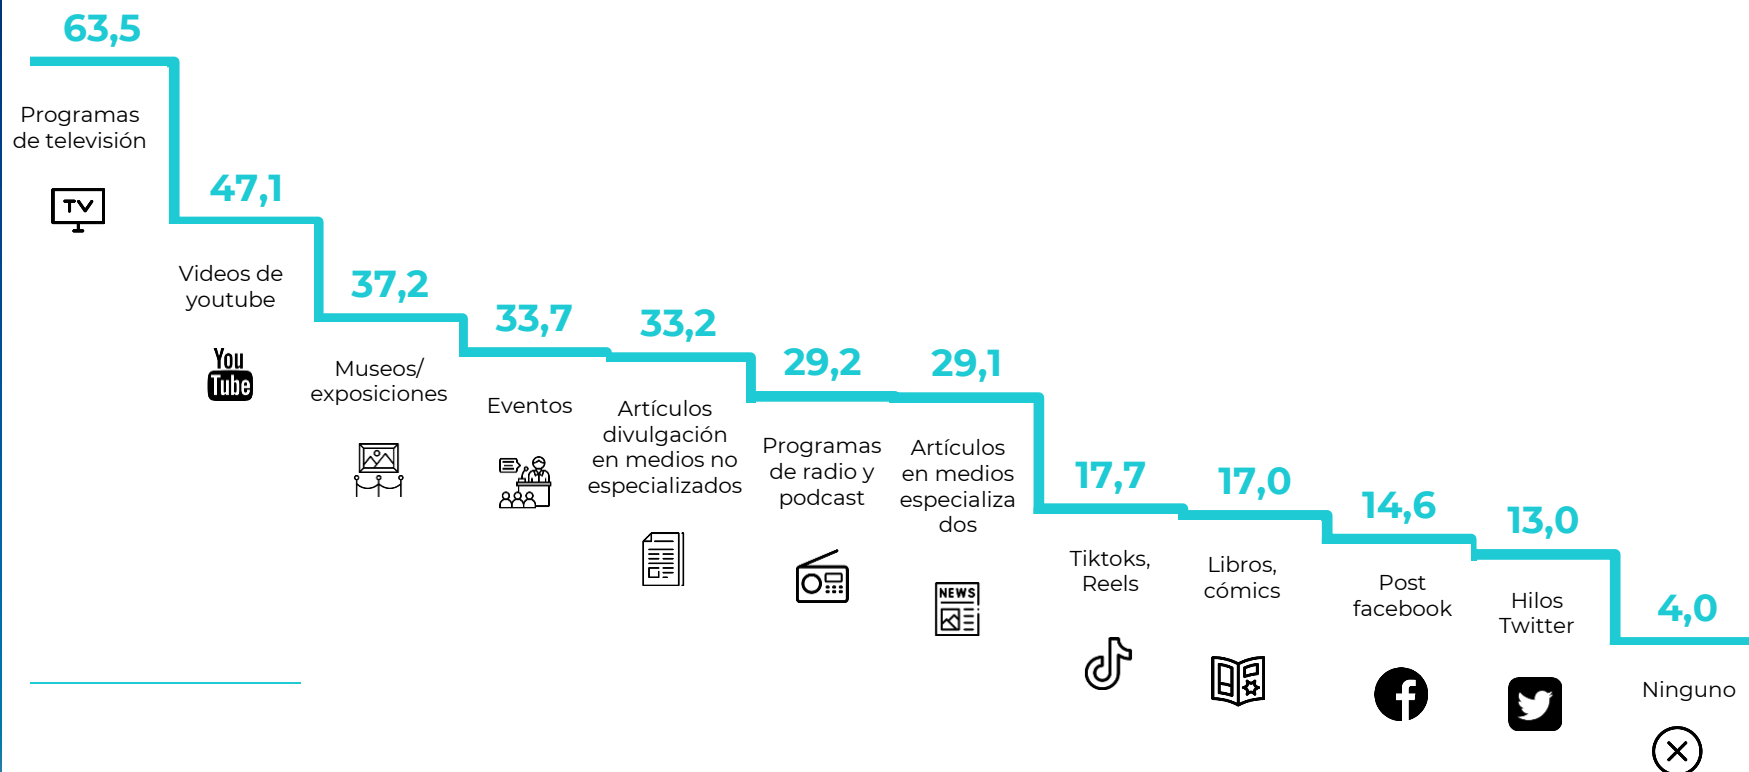 63,5
Programas
de televisión
TV
47,1
Videos de
youtube
You
Tube
37,2
Museos/
exposiciones
33,7
Eventos
33,2
Artículos
divulgación
en medios no
especializados
29,2
Programas
de radio y
podcast
29,1
Artículos
en medios
especializa
dos
NEWS
17,7
Tiktoks,
Reels
17,0
Libros,
cómics
14,6
Post
facebook
13,0
Hilos
Twitter
4,0
Ninguno